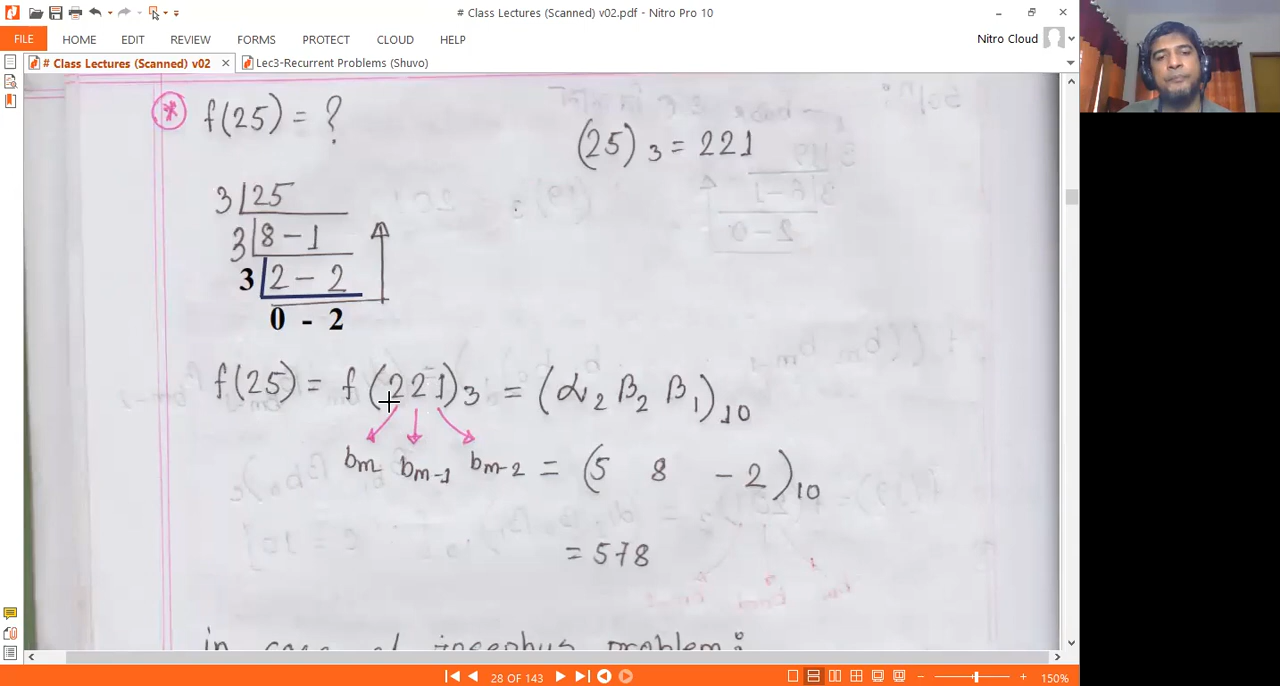 # Class Lectures (Scanned) v02.pdf - Nitro Pro 10
FILE HOME EDIT REVIEW FORMS PROTECT CLOUD HELP
Nitro Cloud
# Class Lectures (Scanned) v02 Lec3-Recurrent Problems (Shuvo)
* f(25) = ?
(25)3 = 221
3|25
3|8 - 1
3|2 - 2
0 - 2
f(25) = f(221)3 = (α2 β2 β1)10
bm bm-1 bm-2 = (5 8 -2)10
= 578
in case of josephus problem:
28 OF 143
150%